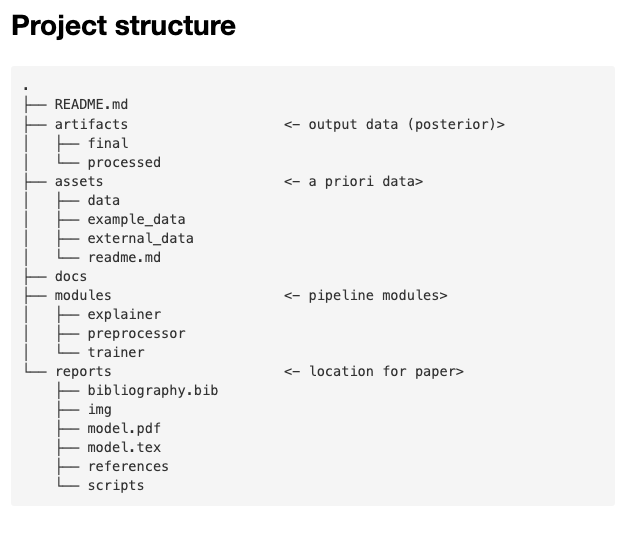 Project structure
.
├── README.md
├── artifacts                   <- output data (posterior)>
│   ├── final
│   └── processed
├── assets                      <- a priori data>
│   ├── data
│   ├── example_data
│   ├── external_data
│   └── readme.md
├── docs
├── modules                     <- pipeline modules>
│   ├── explainer
│   ├── preprocessor
│   └── trainer
└── reports                     <- location for paper>
    ├── bibliography.bib
    ├── img
    ├── model.pdf
    ├── model.tex
    ├── references
    └── scripts